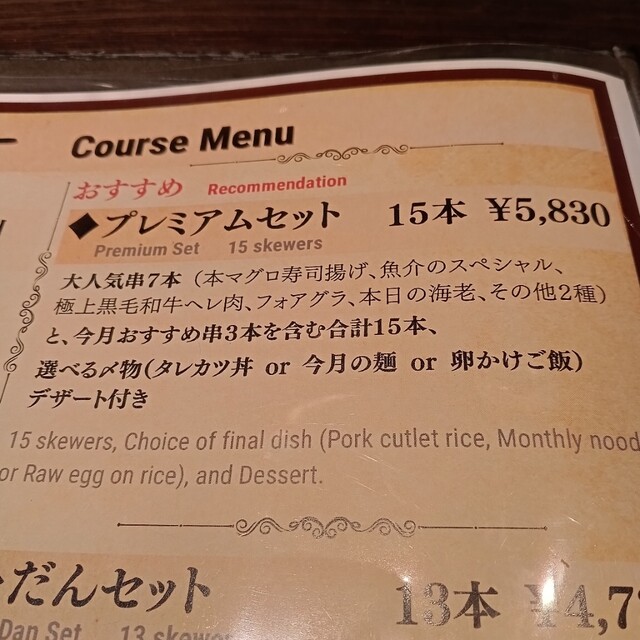 Course Menu
おすすめ Recommendation
◆プレミアムセット 15本 ¥5,830
Premium Set 15 skewers
大人気串7本（本マグロ寿司揚げ、魚介のスペシャル、
極上黒毛和牛ヘレ肉、フォアグラ、本日の海老、その他2種）
と、今月おすすめ串3本を含む合計15本、
選べる〆物(タレカツ丼 or 今月の麺 or 卵かけご飯)
デザート付き
15 skewers, Choice of final dish (Pork cutlet rice, Monthly
or Raw egg on rice), and Dessert.
だんセット 13本
Dan Set 13